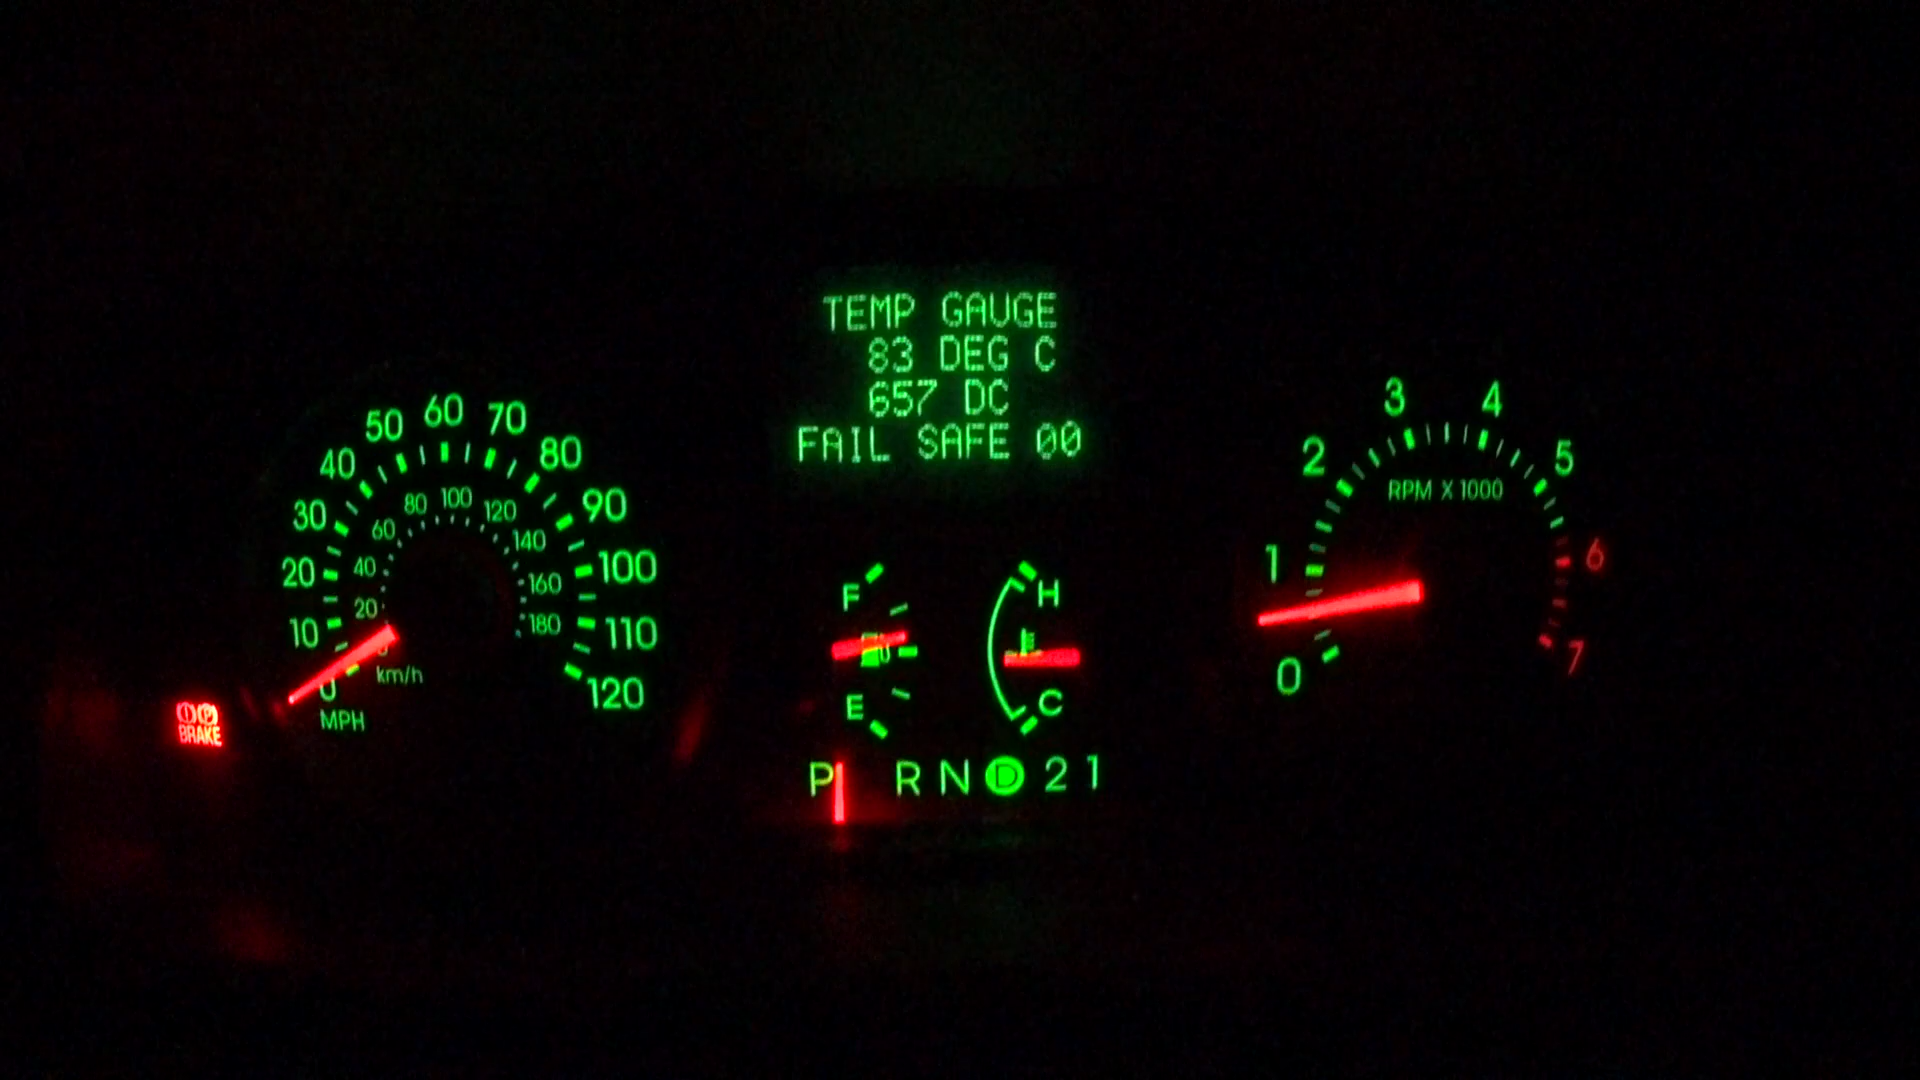 TEMP GAUGE
83 DEG C
657 DC
FAIL SAFE 00
0 10 20 30 40 50 60 70 80 90 100 110 120
20 40 60 80 100 120 140 160 180
km/h
MPH
BRAKE
F
E
H
C
P R N D 2 1
0 1 2 3 4 5 6 7
RPM X 1000